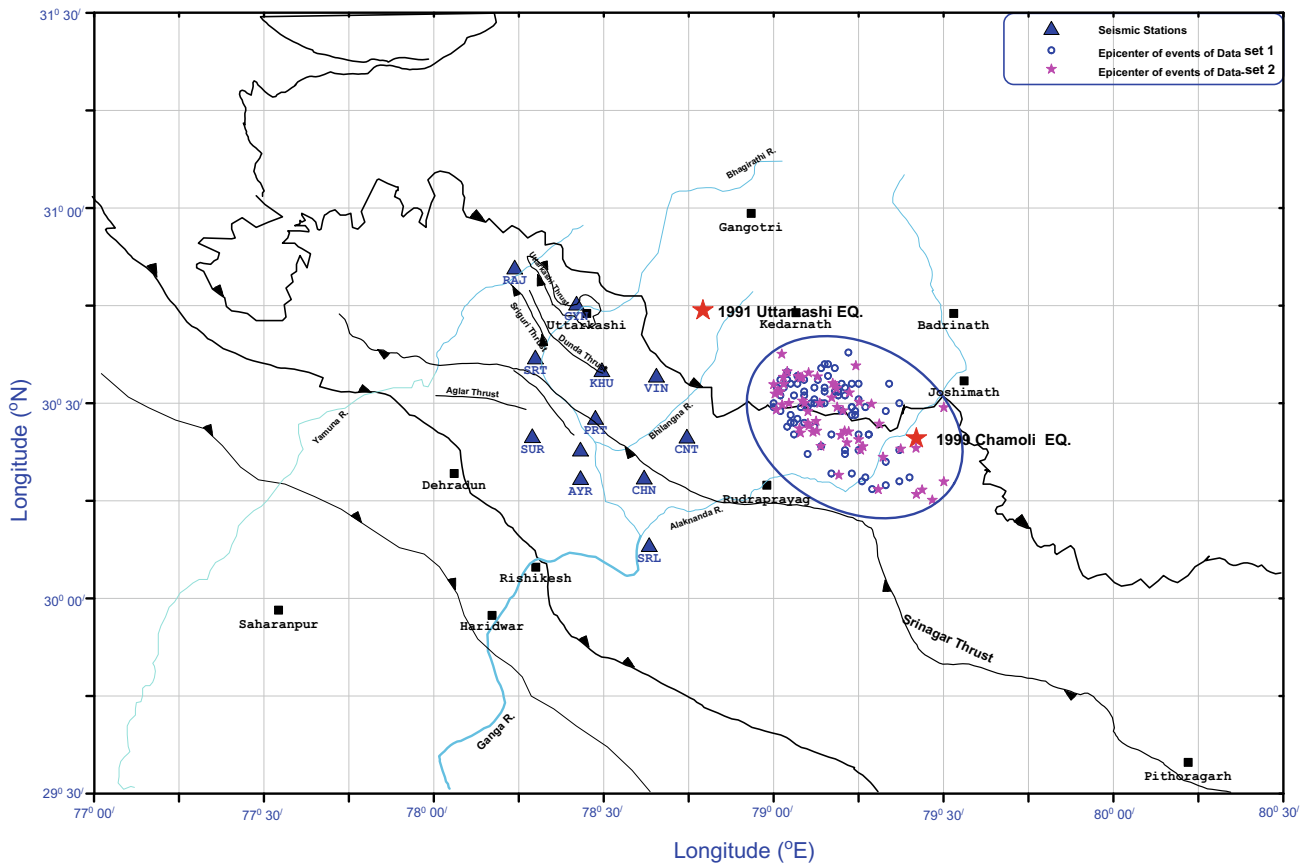 31⁰ 30/
31⁰ 00/
30⁰ 30/
30⁰ 00/
29⁰ 30/
Longitude (⁰N)
Seismic Stations
Epicenter of events of Data set 1
Epicenter of events of Data-set 2
Bhagirathi R.
Gangotri
RAJ
Uttarkashi Thrust
Uttarkashi
1991 Uttarkashi EQ.
Kedarnath
Badrinath
Sriguri Thrust
Dunda Thrust
SRT
KHU
VIN
Joshimath
Aglar Thrust
Yamuna R.
PRT
Bhilangna R.
SUR
CNT
1999 Chamoli EQ.
Dehradun
AYR
CHN
Rudraprayag
Alaknanda R.
SRL
Rishikesh
Saharanpur
Haridwar
Srinagar Thrust
Ganga R.
Pithoragarh
77⁰ 00/
77⁰ 30/
78⁰ 00/
78⁰ 30/
79⁰ 00/
79⁰ 30/
80⁰ 00/
80⁰ 30/
Longitude (⁰E)